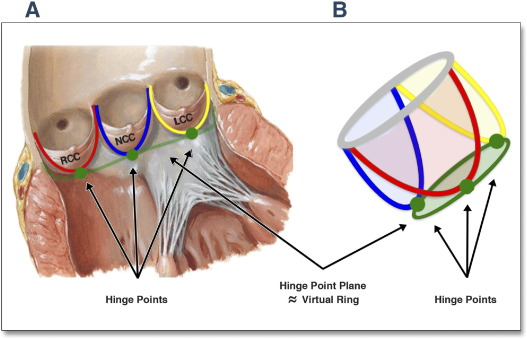 A
B
RCC
NCC
LCC
Hinge Points
Hinge Point Plane
≈ Virtual Ring
Hinge Points